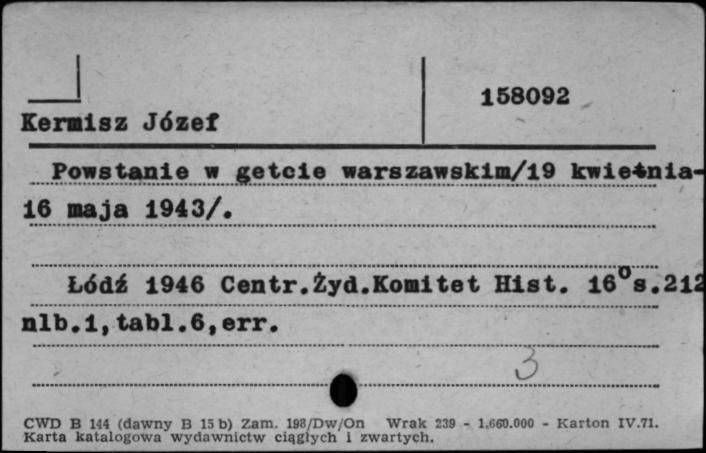 158092
Kermisz Józef
Powstanie w getcie warszawskim/19 kwietnia-
16 maja 1943/.
Łódź 1946 Centr.Żyd.Komitet Hist. 16°s.212
nlb.1,tabl.6,err.
3
CWD B 144 (dawny B 15 b) Zam. 198/Dw/On Wrak 239 - 1.660.000 - Karton IV.71.
Karta katalogowa wydawnictw ciągłych i zwartych.